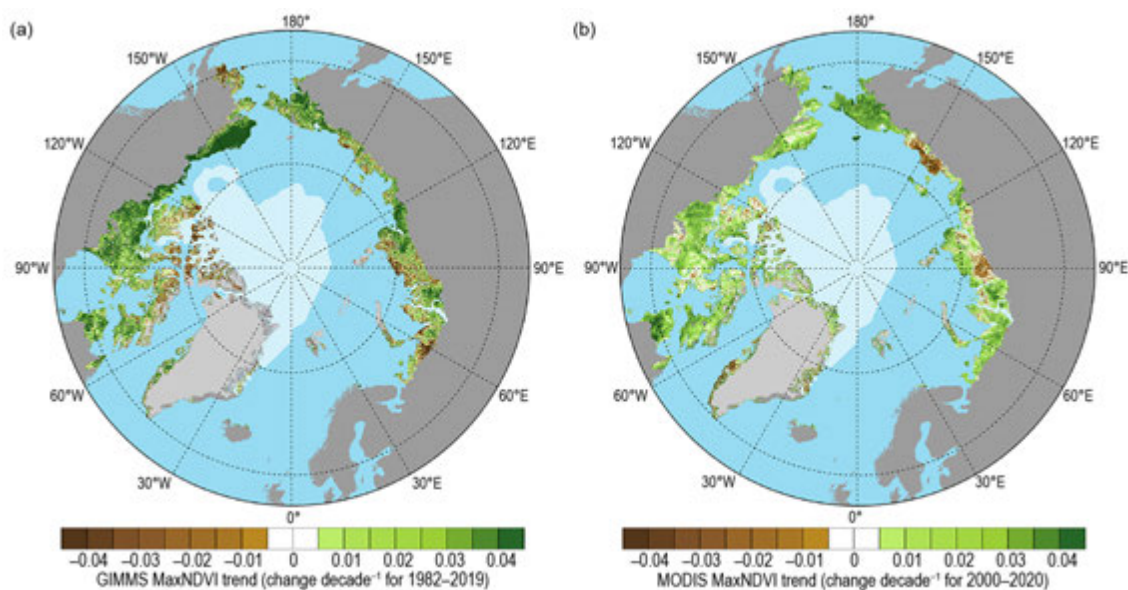 (a)
180°
150°W
150°E
120°W
120°E
90°W
90°E
60°W
60°E
30°W
30°E
0°
−0.04 −0.03 −0.02 −0.01 0 0.01 0.02 0.03 0.04
GIMMS MaxNDVI trend (change decade⁻¹ for 1982–2019)
(b)
180°
150°W
150°E
120°W
120°E
90°W
90°E
60°W
60°E
30°W
30°E
0°
−0.04 −0.03 −0.02 −0.01 0 0.01 0.02 0.03 0.04
MODIS MaxNDVI trend (change decade⁻¹ for 2000–2020)